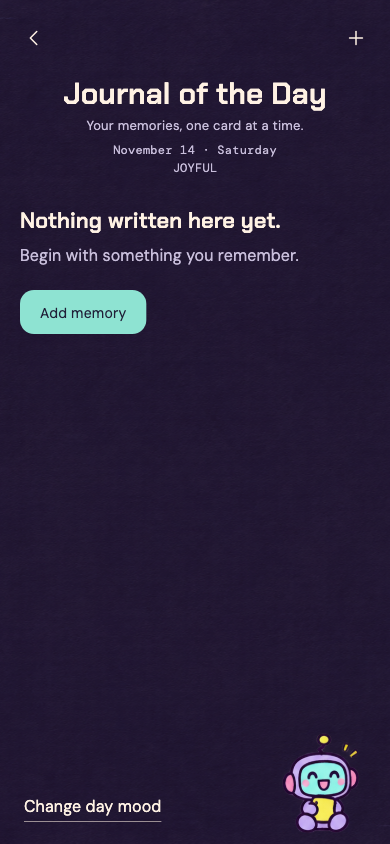 Journal of the Day
Your memories, one card at a time.
November 14 · Saturday
JOYFUL
Nothing written here yet.
Begin with something you remember.
Add memory
Change day mood